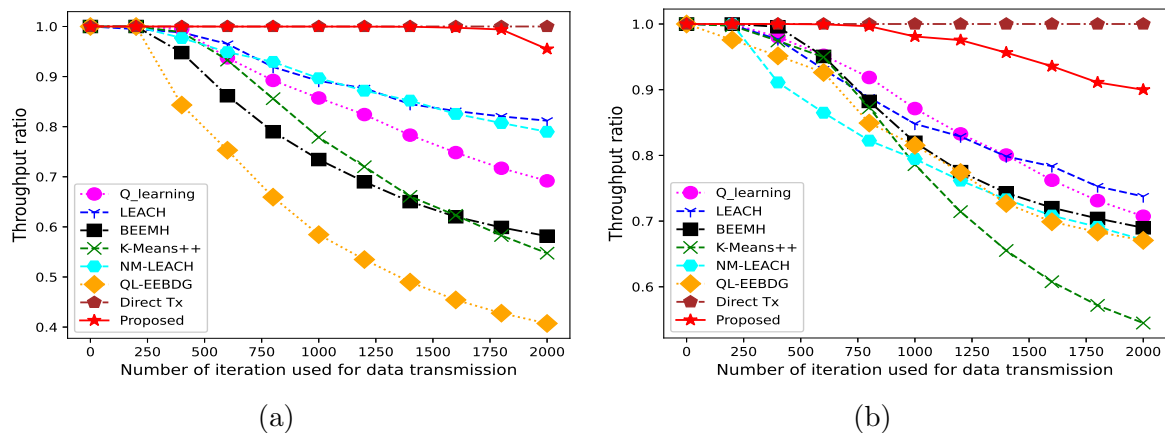 1.0
0.9
0.8
0.7
0.6
0.5
0.4
Throughput ratio
Q_learning
LEACH
BEEMH
K-Means++
NM-LEACH
QL-EEBDG
Direct Tx
Proposed
0 250 500 750 1000 1250 1500 1750 2000
Number of iteration used for data transmission
(a)
1.0
0.9
0.8
0.7
0.6
Throughput ratio
Q_learning
LEACH
BEEMH
K-Means++
NM-LEACH
QL-EEBDG
Direct Tx
Proposed
0 250 500 750 1000 1250 1500 1750 2000
Number of iteration used for data transmission
(b)